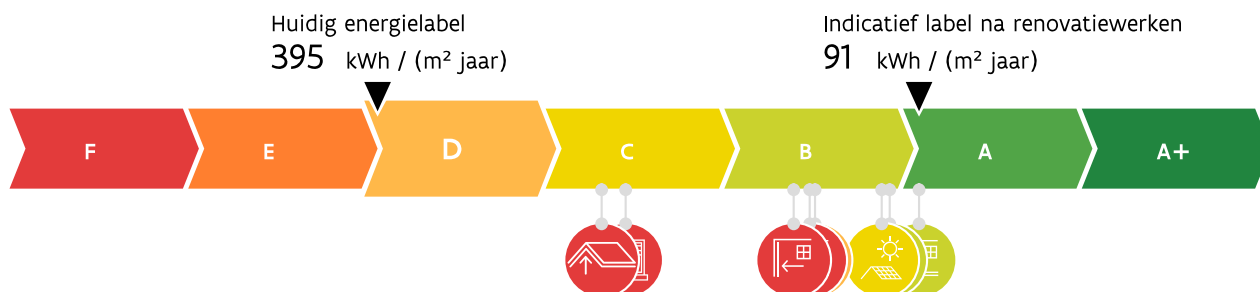 Huidig energielabel
395 kWh / (m² jaar)
Indicatief label na renovatiewerken
91 kWh / (m² jaar)
F E D C B A A+